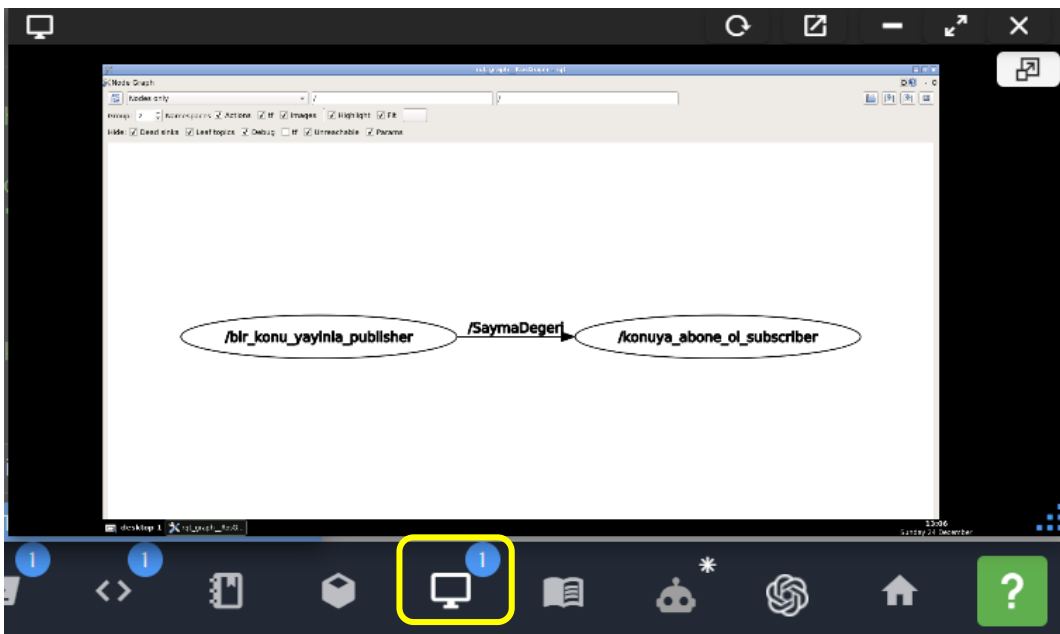 Node Graph
Nodes only
/
/
Group: 2 Namespaces Actions tf Images Highlight Fit
Hide: Dead sinks Leaf topics Debug tf Unreachable Params
/bir_konu_yayinla_publisher
/SaymaDegeri
/konuya_abone_ol_subscriber
desktop 1
13:06
Sunday 24 December
1
1
1
?